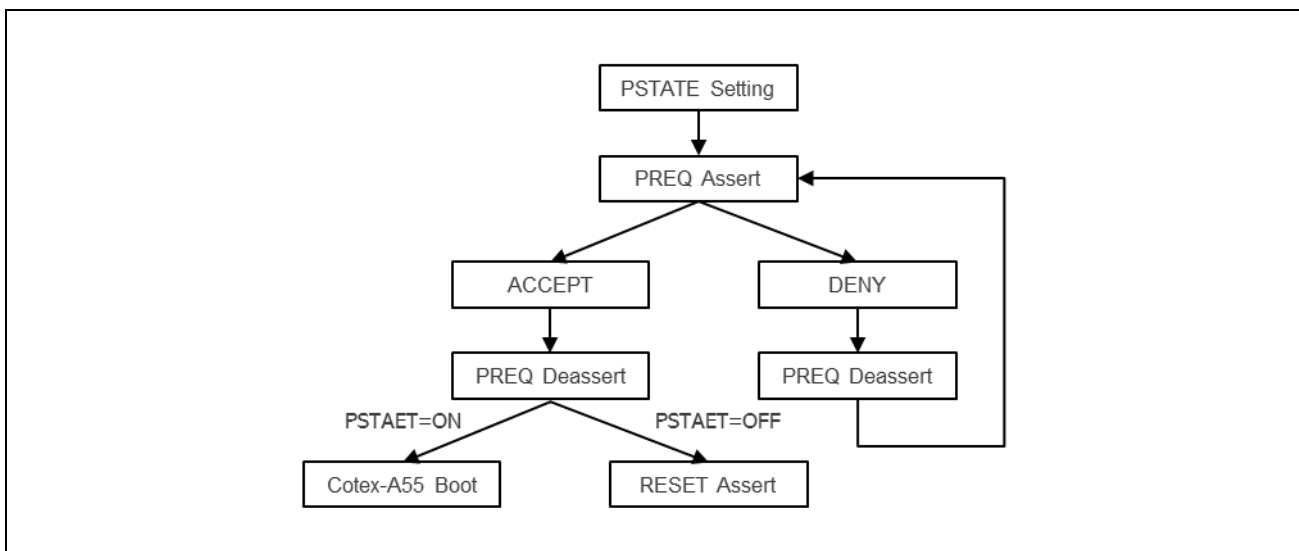 PSTATE Setting
PREQ Assert
ACCEPT
DENY
PREQ Deassert
PREQ Deassert
PSTAET=ON
PSTAET=OFF
Cotex-A55 Boot
RESET Assert